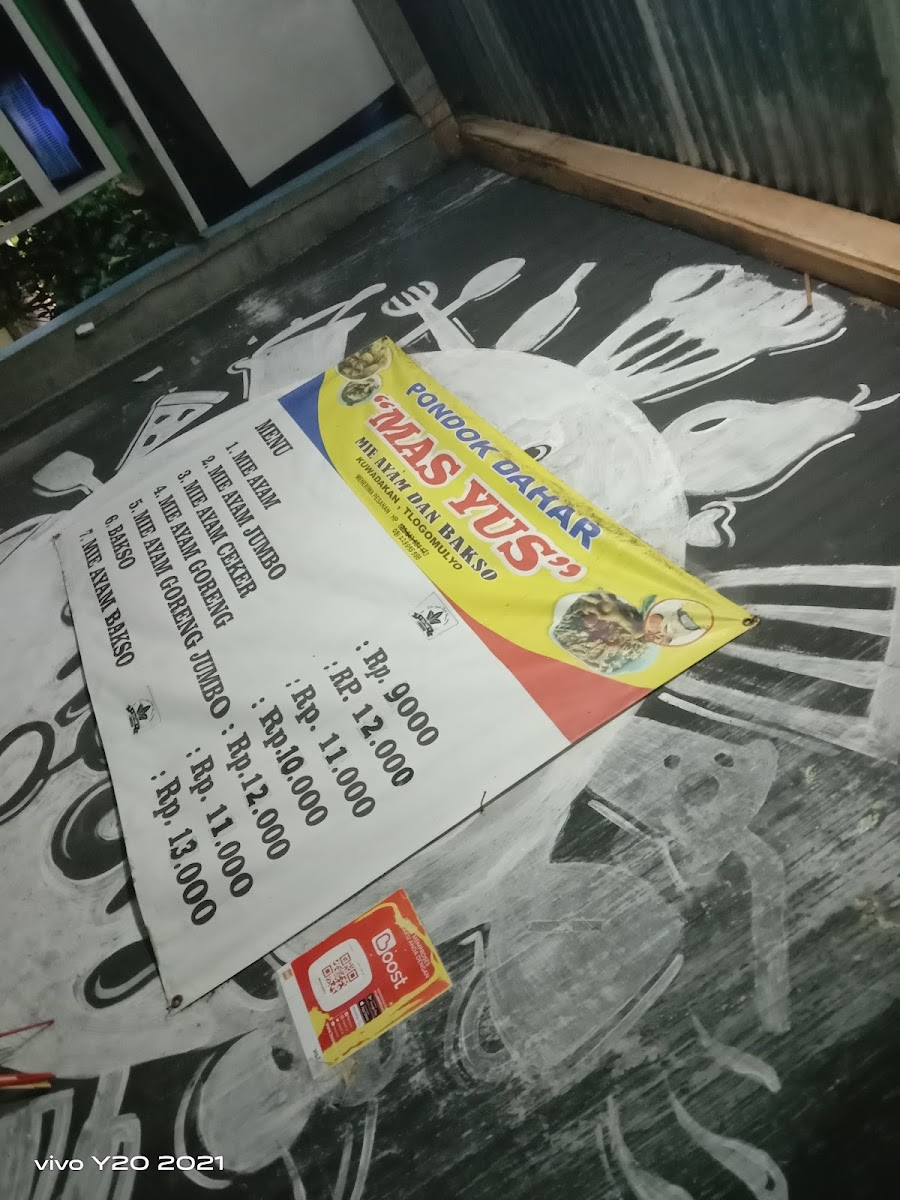 PONDOK DAHAR
"MAS YUS"
MIE AYAM DAN BAKSO
KUWADAKAN , TLOGOMULYO
MENERIMA PESANAN HP
MENU
1. MIE AYAM : Rp. 9000
2. MIE AYAM JUMBO : RP. 12.000
3. MIE AYAM CEKER : Rp. 11.000
4. MIE AYAM GORENG : Rp.10.000
5. MIE AYAM GORENG JUMBO : Rp.12.000
6. BAKSO : Rp. 11.000
7. MIE AYAM BAKSO : Rp. 13.000
Boost
vivo Y20 2021